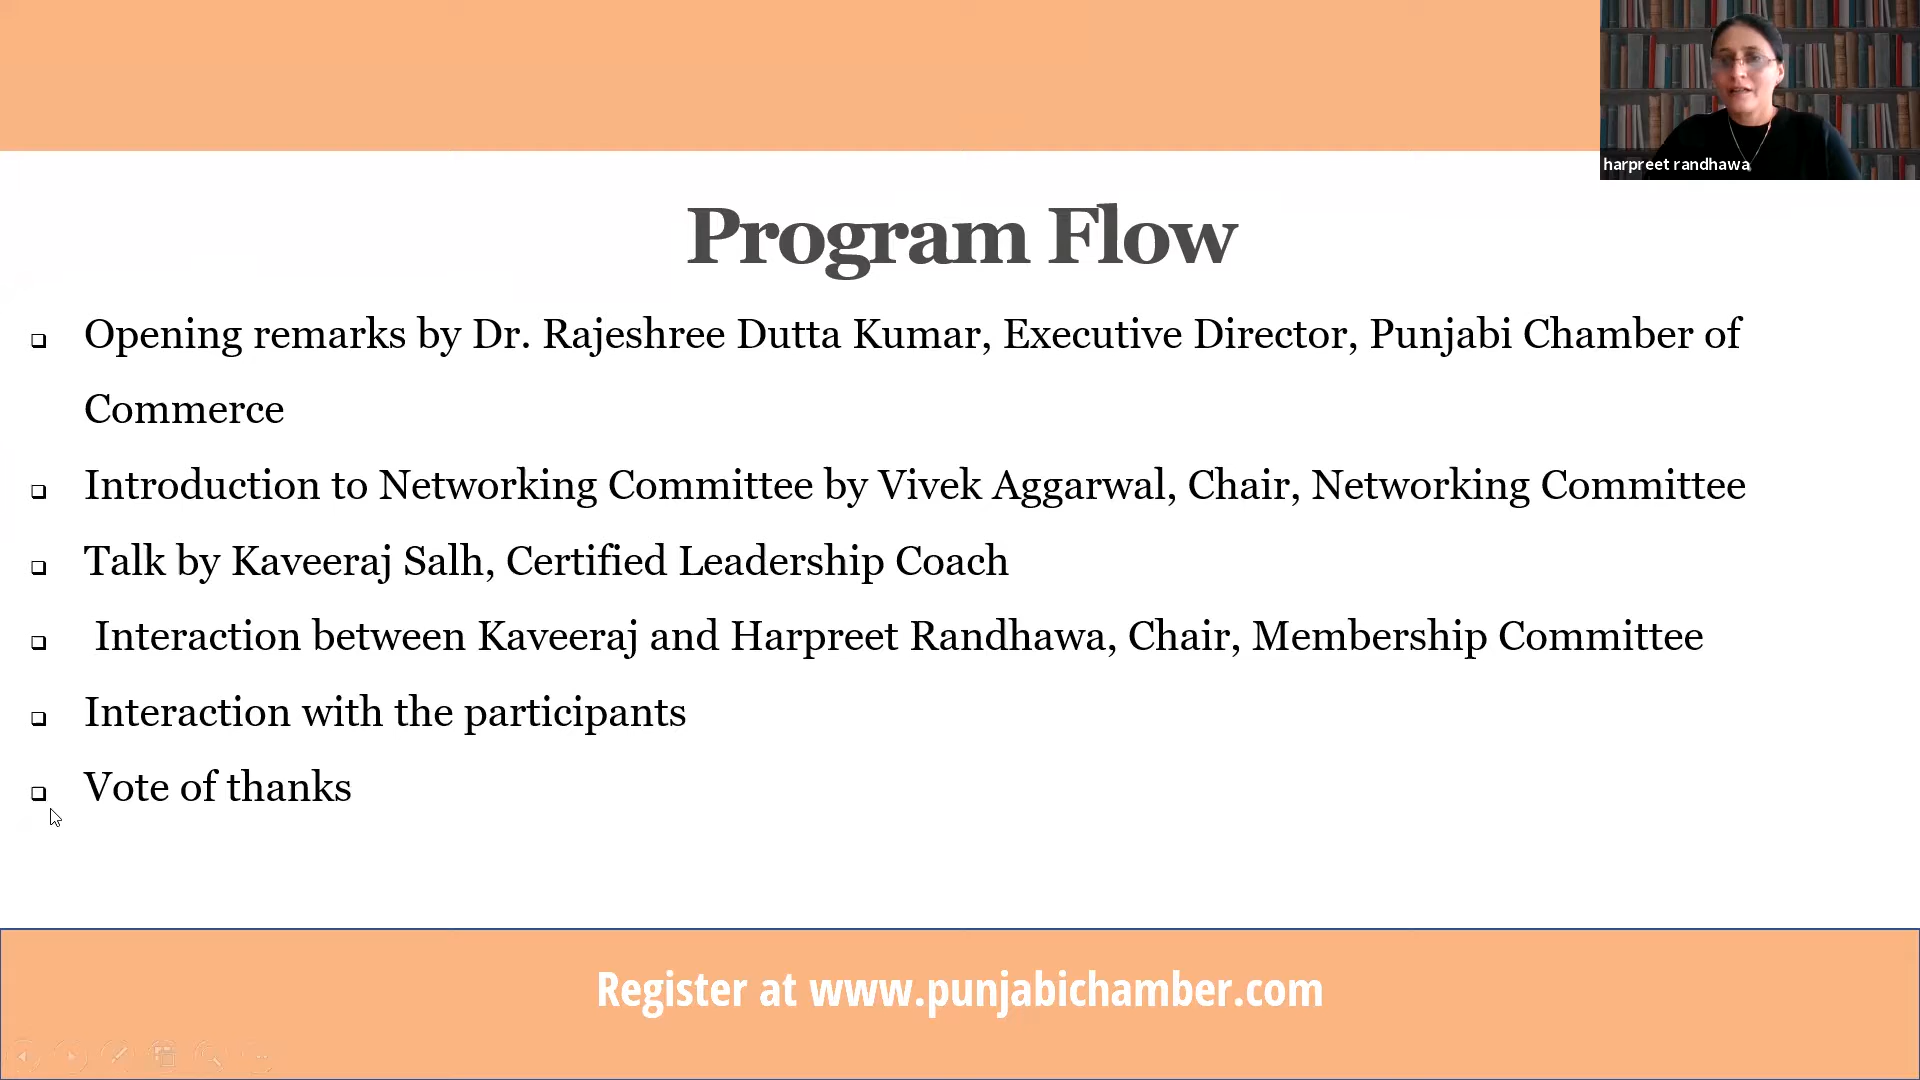 harpreet randhawa
Program Flow
❑ Opening remarks by Dr. Rajeshree Dutta Kumar, Executive Director, Punjabi Chamber of
Commerce
❑ Introduction to Networking Committee by Vivek Aggarwal, Chair, Networking Committee
❑ Talk by Kaveeraj Salh, Certified Leadership Coach
❑ Interaction between Kaveeraj and Harpreet Randhawa, Chair, Membership Committee
❑ Interaction with the participants
❑ Vote of thanks
Register at www.punjabichamber.com